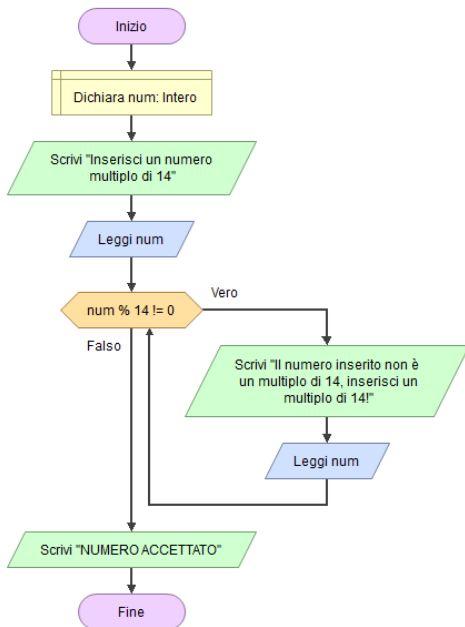 Inizio
Dichiara num: Intero
Scrivi "Inserisci un numero
multiplo di 14"
Leggi num
num % 14 != 0
Vero
Falso
Scrivi "Il numero inserito non è
un multiplo di 14, inserisci un
multiplo di 14!"
Leggi num
Scrivi "NUMERO ACCETTATO"
Fine